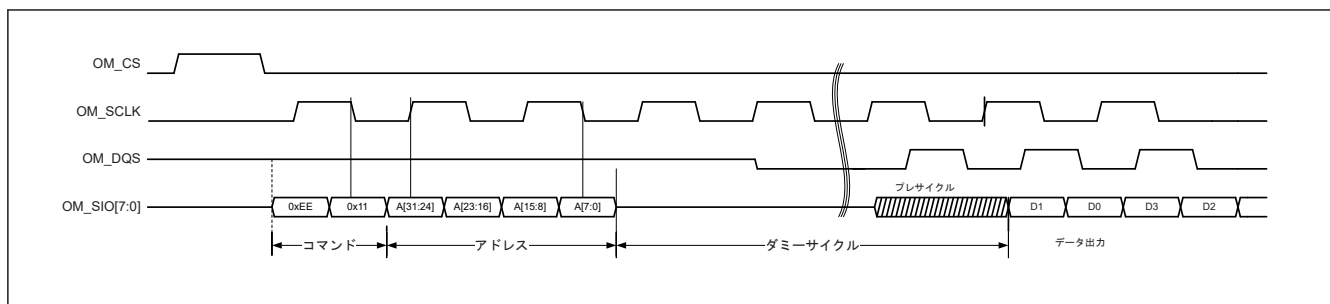 OM_CS
OM_SCLK
OM_DQS
プレサイクル
OM_SIO[7:0]
0xEE
0x11
A[31:24]
A[23:16]
A[15:8]
A[7:0]
D1
D0
D3
D2
コマンド
アドレス
ダミーサイクル
データ出力